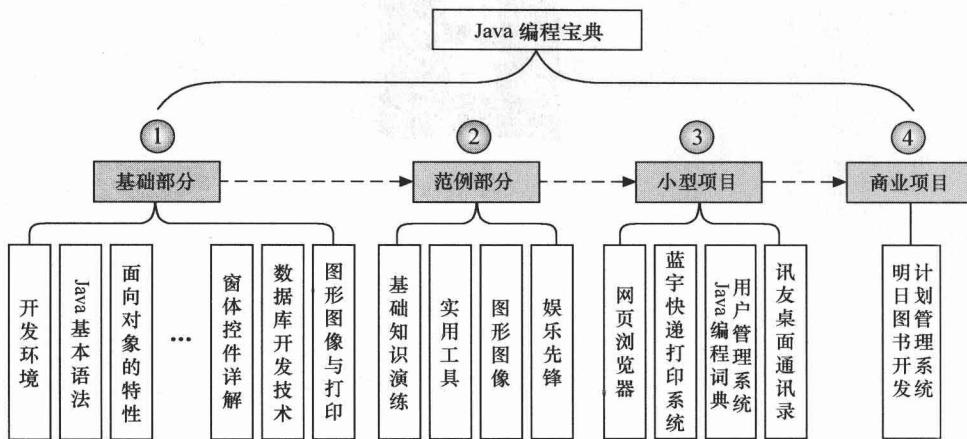 Java 编程宝典
1
2
3
4
基础部分
范例部分
小型项目
商业项目
开发环境
Java 基本语法
面向对象的特性
...
窗体控件详解
数据库开发技术
图形图像与打印
基础知识演练
实用工具
图形图像
娱乐先锋
网页浏览器
蓝宇快递打印系统
Java 编程词典
用户管理系统
讯友桌面通讯录
明日图书开发
计划管理系统